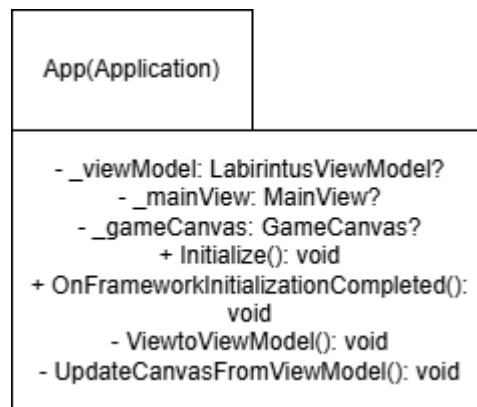 App(Application)
- _viewModel: LabirintusViewModel?
- _mainView: MainView?
- _gameCanvas: GameCanvas?
+ Initialize(): void
+ OnFrameworkInitializationCompleted():
void
- ViewtoViewModel(): void
- UpdateCanvasFromViewModel(): void